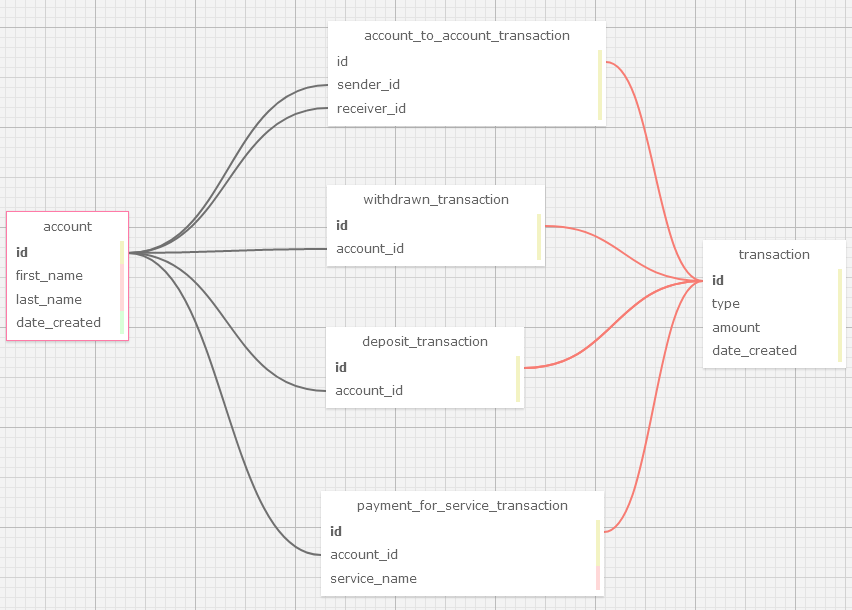 account_to_account_transaction
id
sender_id
receiver_id
withdrawn_transaction
id
account_id
account
id
first_name
last_name
date_created
transaction
id
type
amount
date_created
deposit_transaction
id
account_id
payment_for_service_transaction
id
account_id
service_name